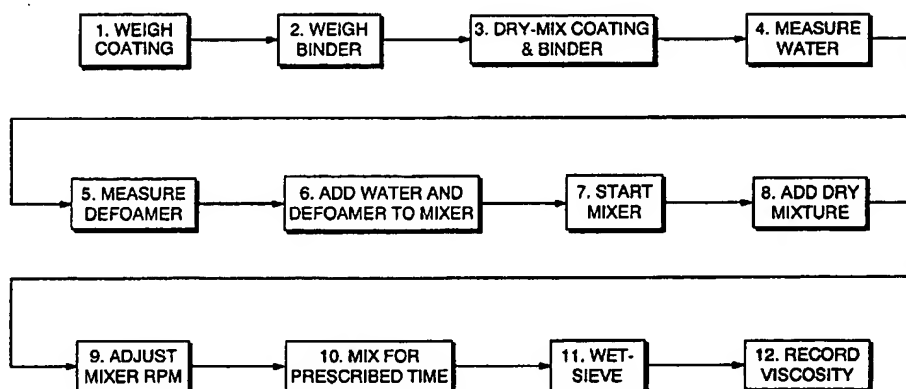 1. WEIGH
COATING
2. WEIGH
BINDER
3. DRY-MIX COATING
& BINDER
4. MEASURE
WATER
5. MEASURE
DEFOAMER
6. ADD WATER AND
DEFOAMER TO MIXER
7. START
MIXER
8. ADD DRY
MIXTURE
9. ADJUST
MIXER RPM
10. MIX FOR
PRESCRIBED TIME
11. WET-
SIEVE
12. RECORD
VISCOSITY